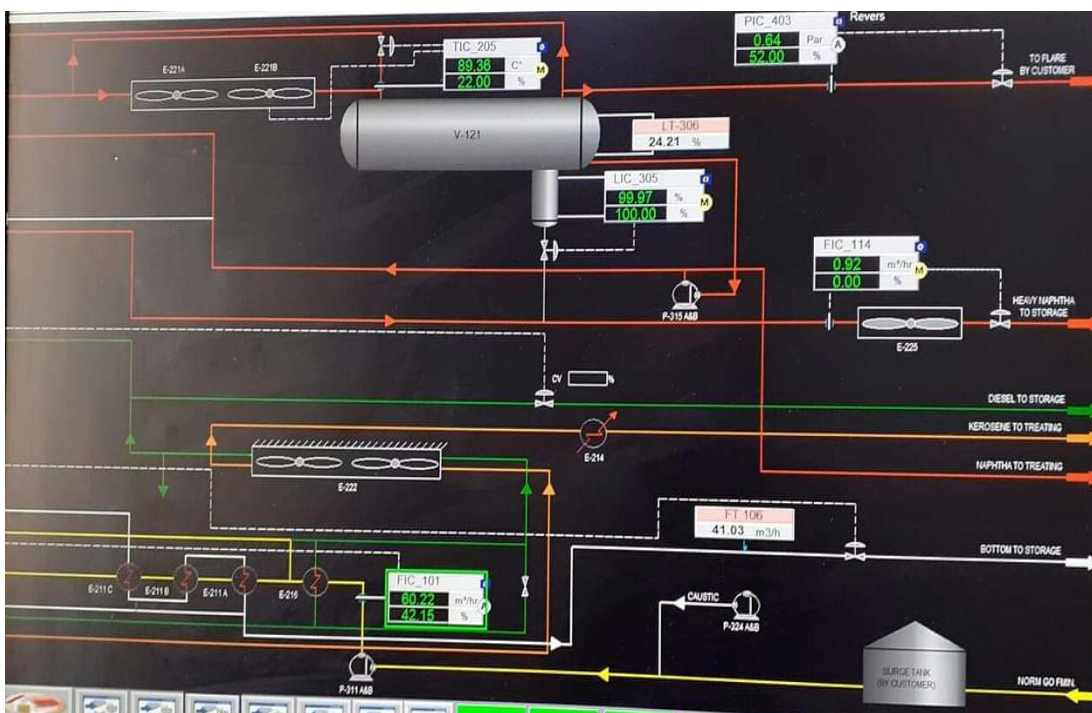 PIC_403
Revers
0.64 Par
52.00 %
A
TO FLARE
BY CUSTOMER
TIC_205
89.36 C°
22.00 %
M
E-221A
E-221B
V-121
LT-306
24.21 %
LIC_305
99.97 %
100.00 %
M
FIC_114
0.92 m³/hr
0.00 %
M
P-315 A&B
HEAVY NAPHTHA
TO STORAGE
E-225
CV %
DIESEL TO STORAGE
KEROSENE TO TREATING
E-214
NAPHTHA TO TREATING
E-222
FT 106
41.03 m3/h
BOTTOM TO STORAGE
E-211 C
E-211 B
E-211 A
E-216
FIC_101
60.22 m³/hr
42.15 %
A
CAUSTIC
P-324 A&B
P-311 A&B
SURGE TANK
(BY CUSTOMER)
NORM GO FMIN.